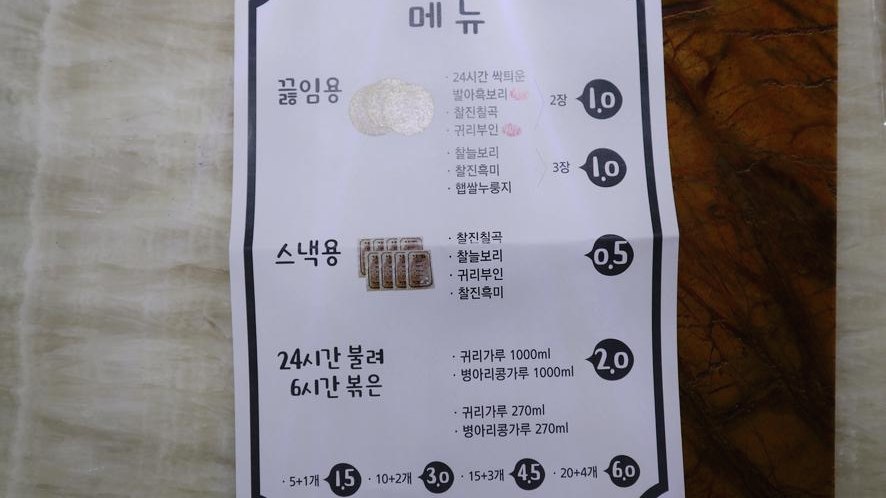 메뉴
끓임용
· 24시간 싹틔운
발아흑보리
· 찰진칠곡
· 귀리부인
2장 1.0
· 찰늘보리
· 찰진흑미
· 햅쌀누룽지
3장 1.0
스낵용
· 찰진칠곡
· 찰늘보리
· 귀리부인
· 찰진흑미
0.5
24시간 불려
6시간 볶은
· 귀리가루 1000ml
· 병아리콩가루 1000ml
2.0
· 귀리가루 270ml
· 병아리콩가루 270ml
· 5+1개 1.5 · 10+2개 3.0 · 15+3개 4.5 · 20+4개 6.0